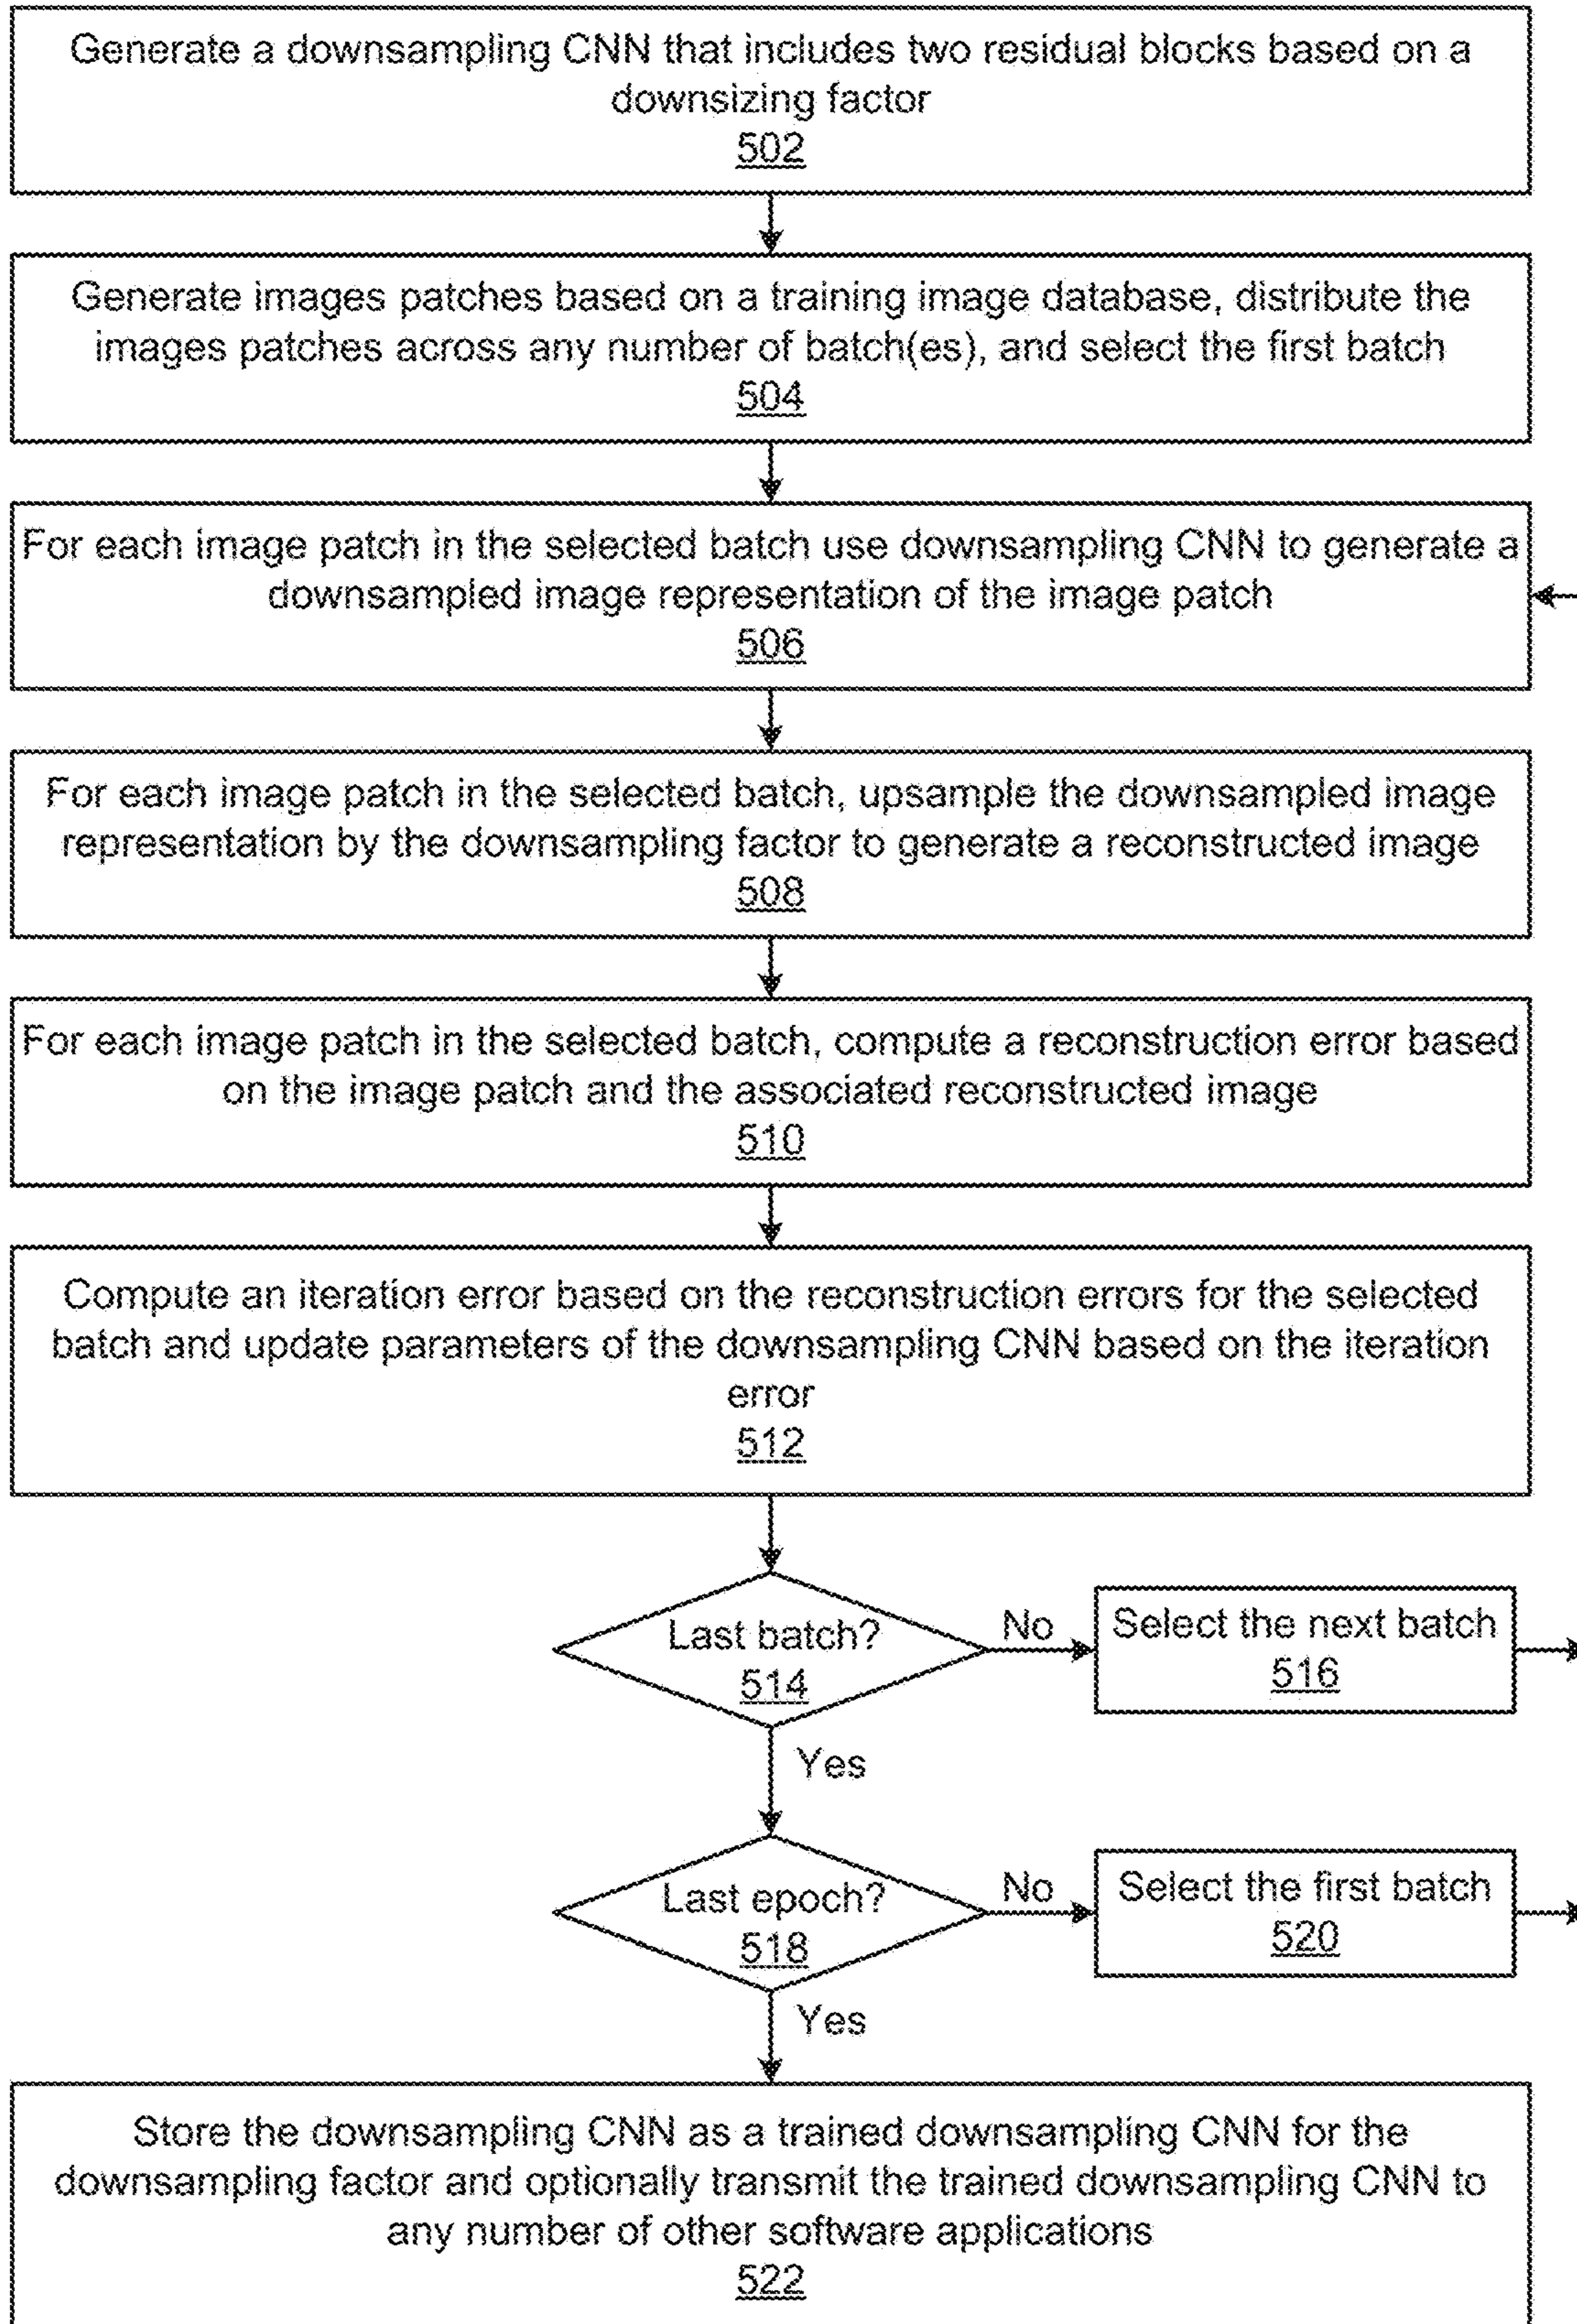 Generate a downsampling CNN that includes two residual blocks based on a
downsizing factor
502
Generate images patches based on a training image database, distribute the
images patches across any number of batch(es), and select the first batch
504
For each image patch in the selected batch use downsampling CNN to generate a
downsampled image representation of the image patch
506
For each image patch in the selected batch, upsample the downsampled image
representation by the downsampling factor to generate a reconstructed image
508
For each image patch in the selected batch, compute a reconstruction error based
on the image patch and the associated reconstructed image
510
Compute an iteration error based on the reconstruction errors for the selected
batch and update parameters of the downsampling CNN based on the iteration
error
512
Last batch?
514
No
Select the next batch
516
Yes
Last epoch?
518
No
Select the first batch
520
Yes
Store the downsampling CNN as a trained downsampling CNN for the
downsampling factor and optionally transmit the trained downsampling CNN to
any number of other software applications
522